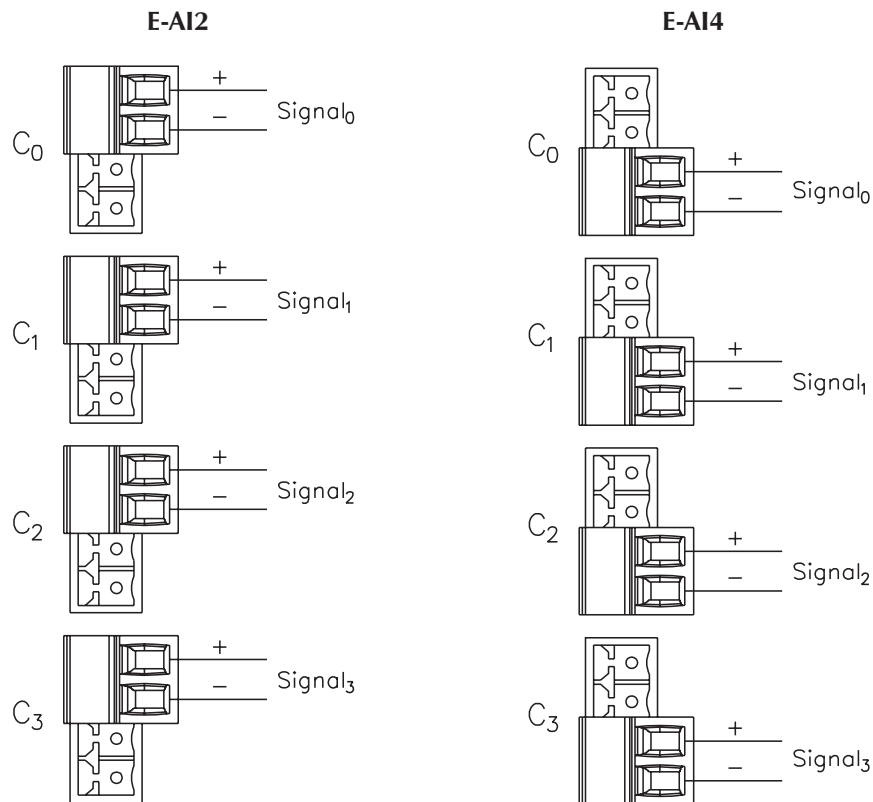 E-AI2
+
−
Signal₀
C₀
+
−
Signal₁
C₁
+
−
Signal₂
C₂
+
−
Signal₃
C₃
E-AI4
C₀
+
−
Signal₀
C₁
+
−
Signal₁
C₂
+
−
Signal₂
C₃
+
−
Signal₃